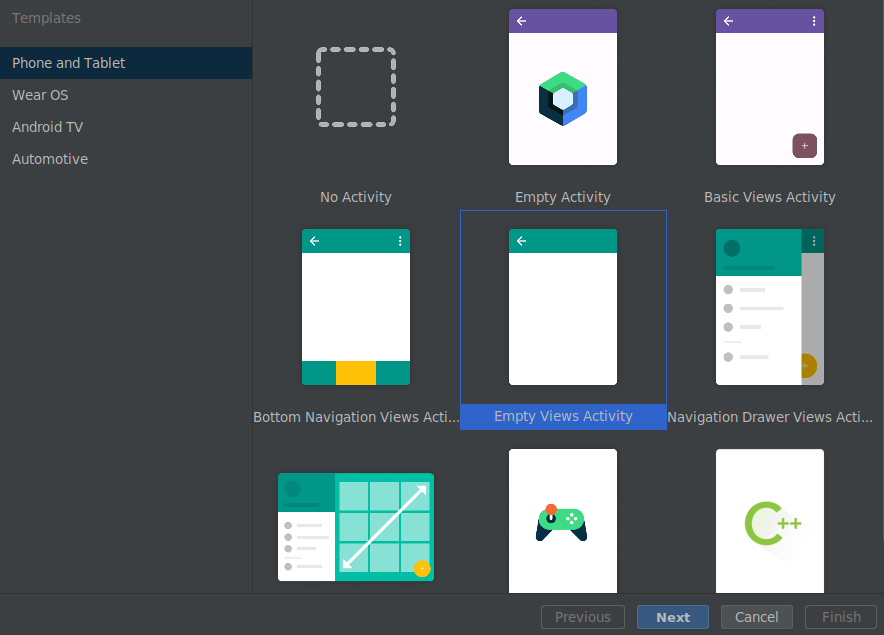 Templates
Phone and Tablet
Wear OS
Android TV
Automotive
No Activity
Empty Activity
Basic Views Activity
Bottom Navigation Views Acti...
Empty Views Activity
Navigation Drawer Views Acti...
C++
Previous
Next
Cancel
Finish